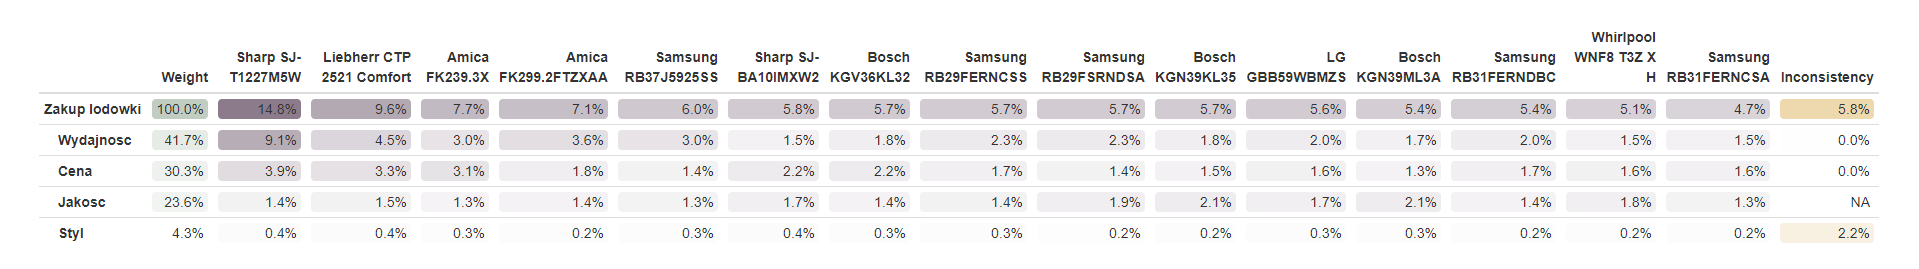 Weight Sharp SJ-T1227M5W Liebherr CTP 2521 Comfort Amica FK239.3X Amica FK299.2FTZXAA Samsung RB37J5925SS Sharp SJ-BA10IMXW2 Bosch KGV36KL32 Samsung RB29FERNCSS Samsung RB29FSRNDSA Bosch KGN39KL35 LG GBB59WBMZS Bosch KGN39ML3A Samsung RB31FERNDBC Whirlpool WNF8 T3Z X H Samsung RB31FERNCSA Inconsistency
Zakup lodowki 100.0% 14.8% 9.6% 7.7% 7.1% 6.0% 5.8% 5.7% 5.7% 5.7% 5.7% 5.6% 5.4% 5.4% 5.1% 4.7% 5.8%
Wydajnosc 41.7% 9.1% 4.5% 3.0% 3.6% 3.0% 1.5% 1.8% 2.3% 2.3% 1.8% 2.0% 1.7% 2.0% 1.5% 1.5% 0.0%
Cena 30.3% 3.9% 3.3% 3.1% 1.8% 1.4% 2.2% 2.2% 1.7% 1.4% 1.5% 1.6% 1.3% 1.7% 1.6% 1.6% 0.0%
Jakosc 23.6% 1.4% 1.5% 1.3% 1.4% 1.3% 1.7% 1.4% 1.4% 1.9% 2.1% 1.7% 2.1% 1.4% 1.8% 1.3% NA
Styl 4.3% 0.4% 0.4% 0.3% 0.2% 0.3% 0.4% 0.3% 0.3% 0.2% 0.2% 0.3% 0.3% 0.2% 0.2% 0.2% 2.2%